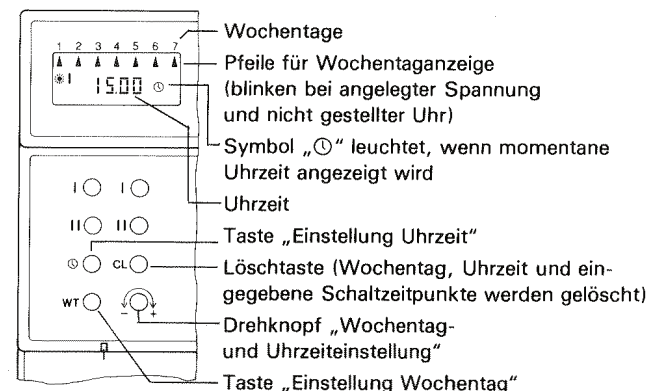 Wochentage
1 2 3 4 5 6 7
Pfeile für Wochentaganzeige
(blinken bei angelegter Spannung
und nicht gestellter Uhr)
I 15.00
Symbol „🕓“ leuchtet, wenn momentane
Uhrzeit angezeigt wird
Uhrzeit
I I
II II
Taste „Einstellung Uhrzeit“
CL
Löschtaste (Wochentag, Uhrzeit und ein-
gegebene Schaltzeitpunkte werden gelöscht)
WT - +
Drehknopf „Wochentag-
und Uhrzeiteinstellung“
Taste „Einstellung Wochentag“